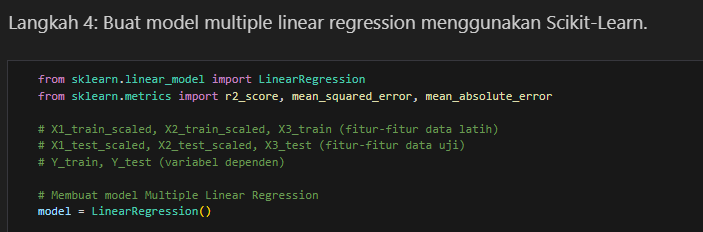 Langkah 4: Buat model multiple linear regression menggunakan Scikit-Learn.
from sklearn.linear_model import LinearRegression
from sklearn.metrics import r2_score, mean_squared_error, mean_absolute_error
# X1_train_scaled, X2_train_scaled, X3_train (fitur-fitur data latih)
# X1_test_scaled, X2_test_scaled, X3_test (fitur-fitur data uji)
# Y_train, Y_test (variabel dependen)
# Membuat model Multiple Linear Regression
model = LinearRegression()